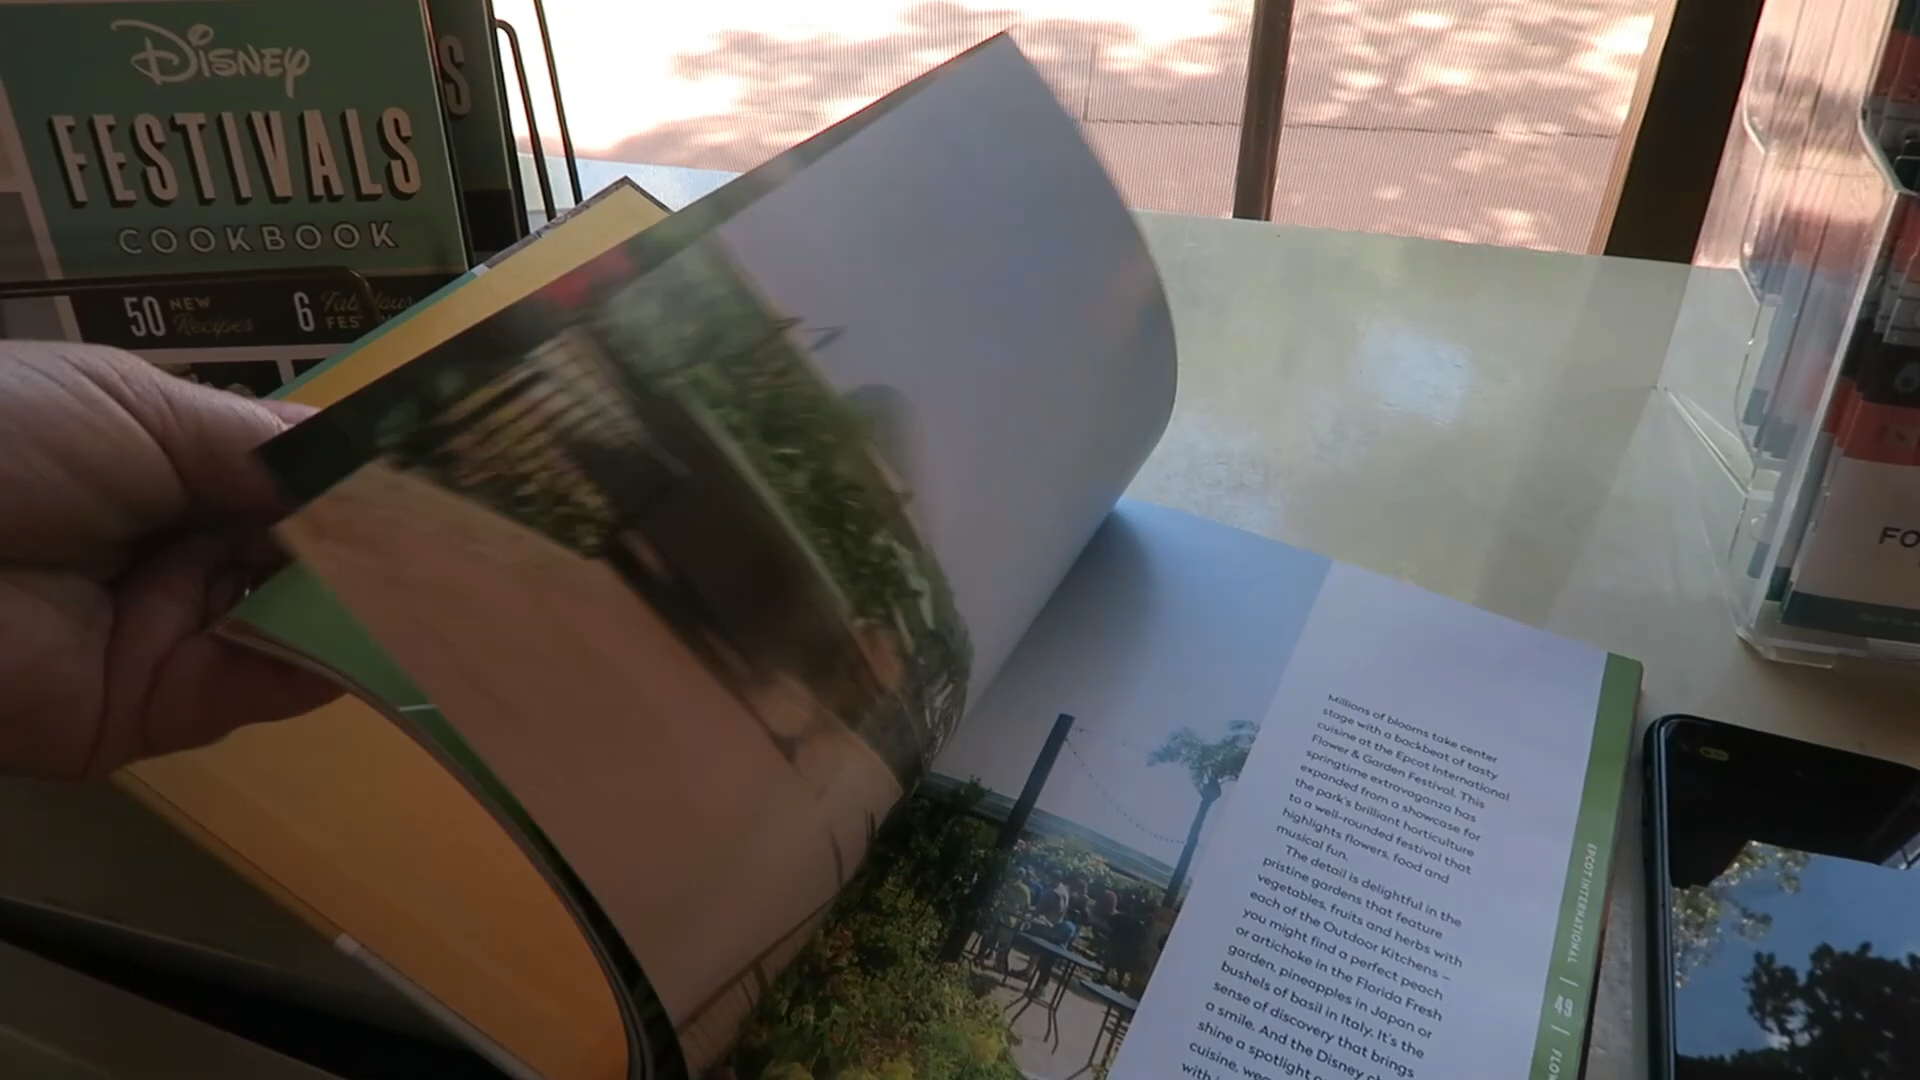 DISNEY
FESTIVALS
COOKBOOK
50 NEW Recipes 6 Fabulous
FES
S
Millions of blooms take center
stage with a backbeat of tasty
cuisine at the Epcot International
Flower & Garden Festival. This
springtime extravaganza has
expanded from a showcase for
the park's brilliant horticulture
to a well-rounded festival that
highlights flowers, food and
musical fun.
The detail is delightful in the
pristine gardens that feature
vegetables, fruits and herbs with
each of the Outdoor Kitchens –
you might find a perfect peach
or artichoke in the Florida Fresh
garden, pineapples in Japan or
bushels of basil in Italy. It's the
sense of discovery that brings
a smile. And the Disney
shine a spotlight
cuisine,
EPCOT INTERNATIONAL | 49 | FLOW
FO